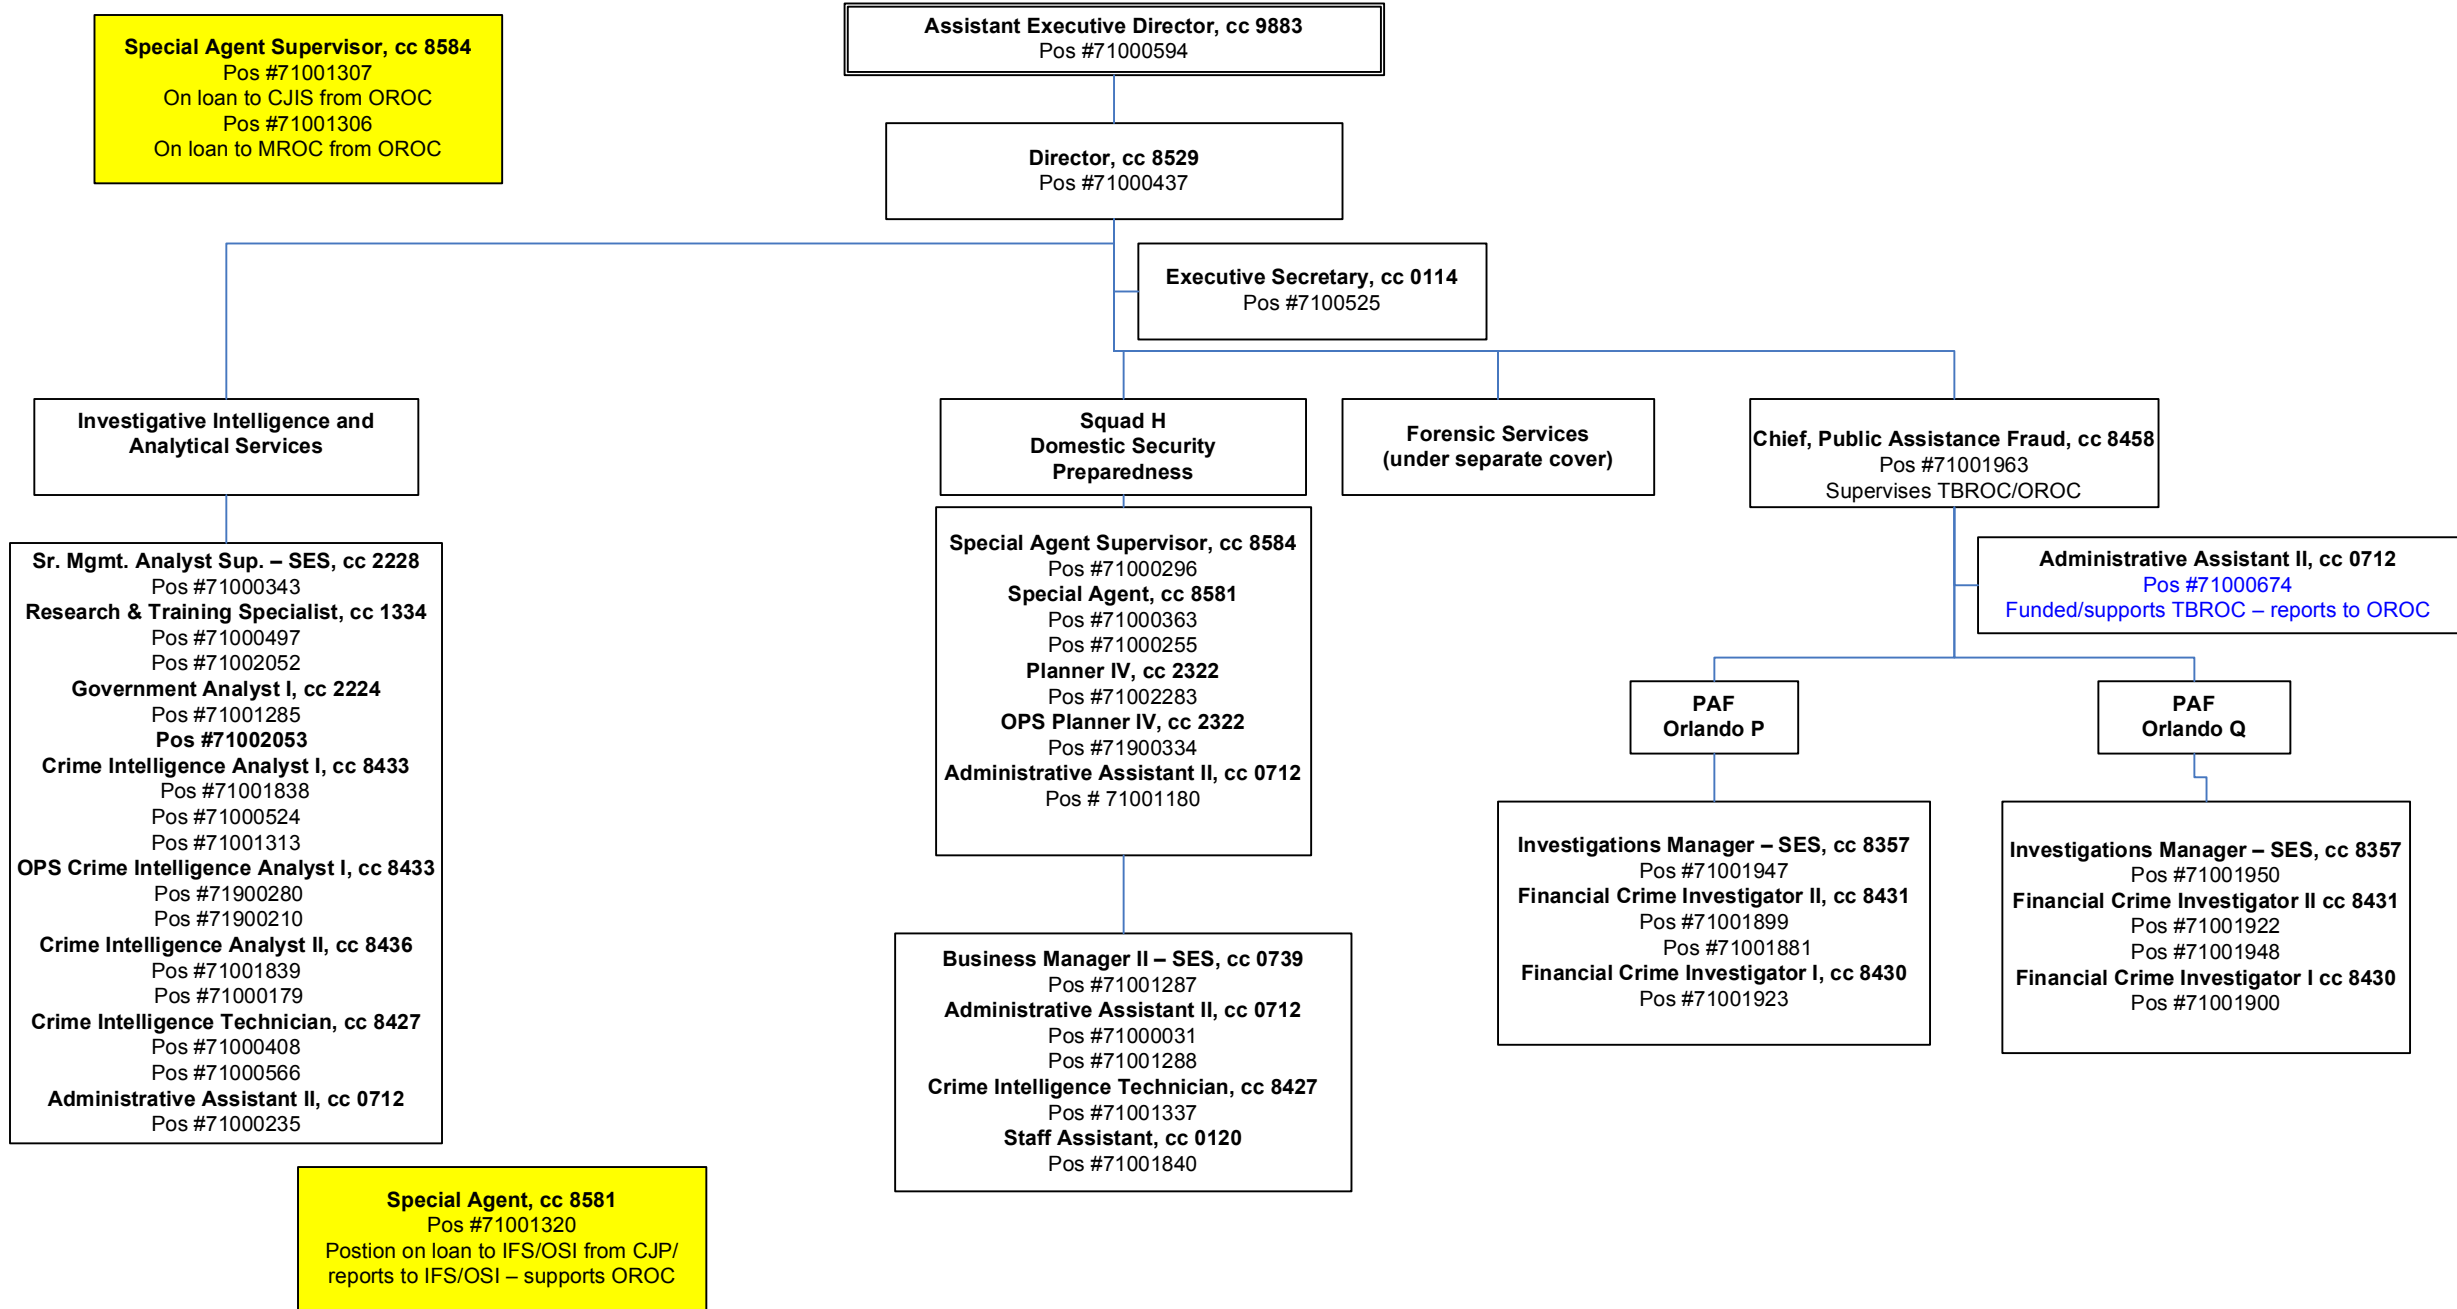 Special Agent Supervisor, cc 8584
Pos #71001307
On loan to CJIS from OROC
Pos #71001306
On loan to MROC from OROC
Assistant Executive Director, cc 9883
Pos #71000594
Director, cc 8529
Pos #71000437
Executive Secretary, cc 0114
Pos #7100525
Investigative Intelligence and
Analytical Services
Squad H
Domestic Security
Preparedness
Forensic Services
(under separate cover)
Chief, Public Assistance Fraud, cc 8458
Pos #71001963
Supervises TBROC/OROC
Sr. Mgmt. Analyst Sup. – SES, cc 2228
Pos #71000343
Research & Training Specialist, cc 1334
Pos #71000497
Pos #71002052
Government Analyst I, cc 2224
Pos #71001285
Pos #71002053
Crime Intelligence Analyst I, cc 8433
Pos #71001838
Pos #71000524
Pos #71001313
OPS Crime Intelligence Analyst I, cc 8433
Pos #71900280
Pos #71900210
Crime Intelligence Analyst II, cc 8436
Pos #71001839
Pos #71000179
Crime Intelligence Technician, cc 8427
Pos #71000408
Pos #71000566
Administrative Assistant II, cc 0712
Pos #71000235
Special Agent Supervisor, cc 8584
Pos #71000296
Special Agent, cc 8581
Pos #71000363
Pos #71000255
Planner IV, cc 2322
Pos #71002283
OPS Planner IV, cc 2322
Pos #71900334
Administrative Assistant II, cc 0712
Pos # 71001180
Administrative Assistant II, cc 0712
Pos #71000674
Funded/supports TBROC – reports to OROC
PAF
Orlando P
PAF
Orlando Q
Investigations Manager – SES, cc 8357
Pos #71001947
Financial Crime Investigator II, cc 8431
Pos #71001899
Pos #71001881
Financial Crime Investigator I, cc 8430
Pos #71001923
Investigations Manager – SES, cc 8357
Pos #71001950
Financial Crime Investigator II cc 8431
Pos #71001922
Pos #71001948
Financial Crime Investigator I cc 8430
Pos #71001900
Business Manager II – SES, cc 0739
Pos #71001287
Administrative Assistant II, cc 0712
Pos #71000031
Pos #71001288
Crime Intelligence Technician, cc 8427
Pos #71001337
Staff Assistant, cc 0120
Pos #71001840
Special Agent, cc 8581
Pos #71001320
Postion on loan to IFS/OSI from CJP/
reports to IFS/OSI – supports OROC